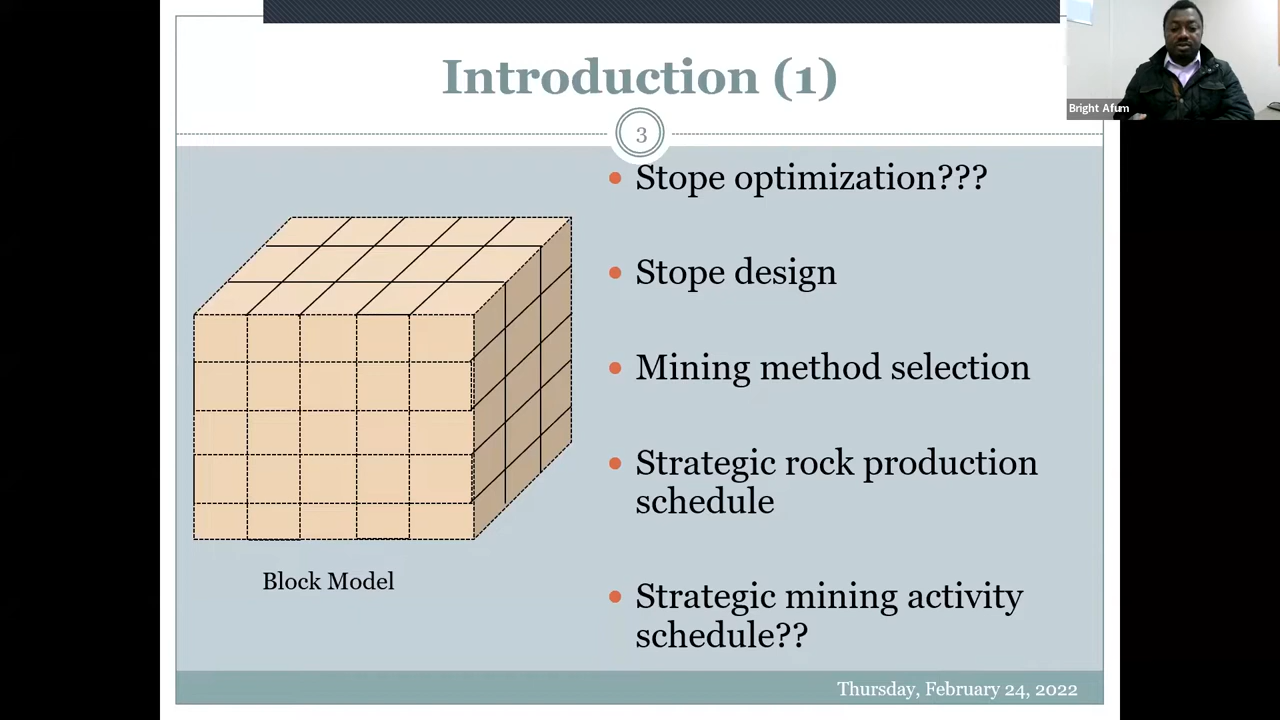 Introduction (1)
Bright Afum
3
Stope optimization???
Stope design
Mining method selection
Strategic rock production
schedule
Strategic mining activity
schedule??
Block Model
Thursday, February 24, 2022